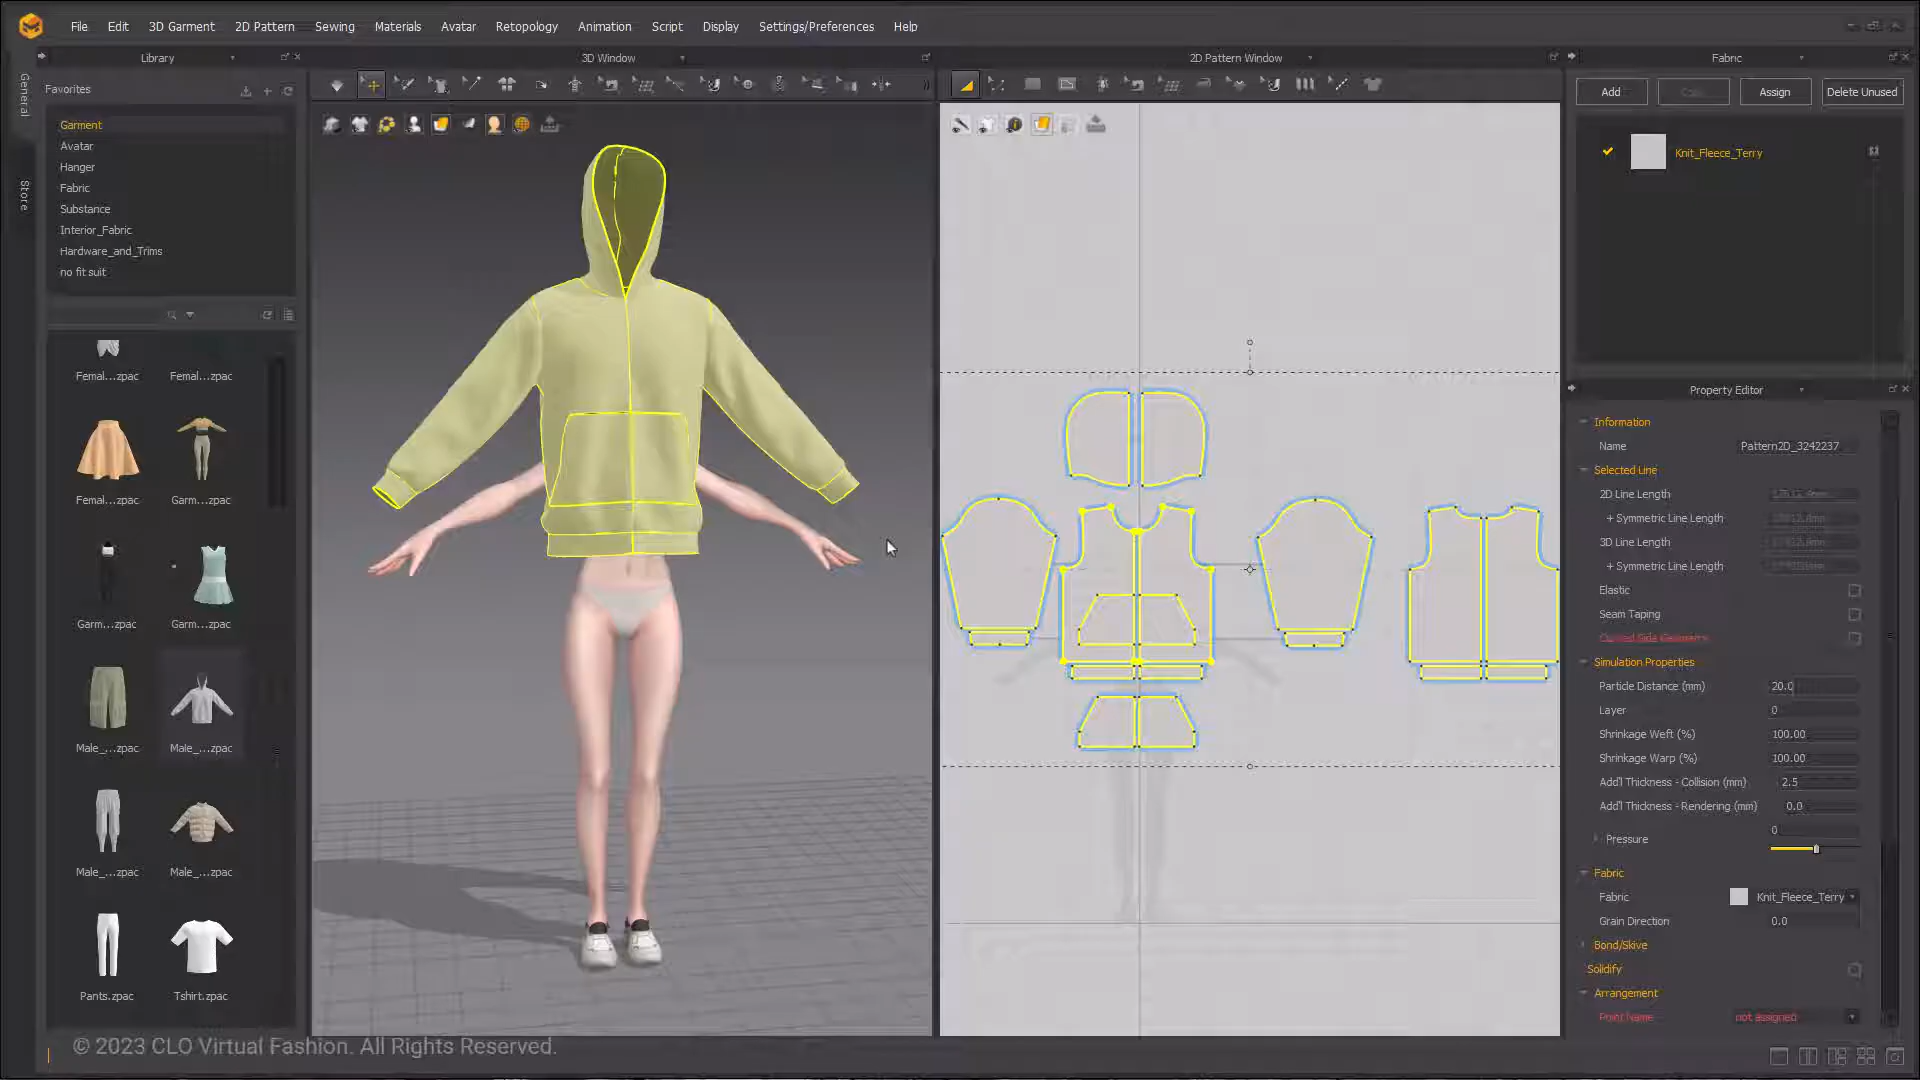 File Edit 3D Garment 2D Pattern Sewing Materials Avatar Retopology Animation Script Display Settings/Preferences Help
Library
3D Window
2D Pattern Window
Fabric
General
Store
Favorites
Garment
Avatar
Hanger
Fabric
Substance
Interior_Fabric
Hardware_and_Trims
no fit suit
Femal...zpac Femal...zpac
Femal...zpac Garm...zpac
Garm...zpac Garm...zpac
Male_...zpac Male_...zpac
Male_...zpac Male_...zpac
Pants.zpac Tshirt.zpac
Add Assign Delete Unused
Knit_Fleece_Terry
Property Editor
Information
Name Pattern2D_3242237
Selected Line
2D Line Length
+ Symmetric Line Length
3D Line Length
+ Symmetric Line Length
Elastic
Seam Taping
Curved Side Geometry
Simulation Properties
Particle Distance (mm) 20.0
Layer 0
Shrinkage Weft (%) 100.00
Shrinkage Warp (%) 100.00
Add'l Thickness - Collision (mm) 2.5
Add'l Thickness - Rendering (mm) 0.0
Pressure 0
Fabric
Fabric Knit_Fleece_Terry
Grain Direction 0.0
Bond/Skive
Solidify
Arrangement
Point Name not assigned
© 2023 CLO Virtual Fashion. All Rights Reserved.